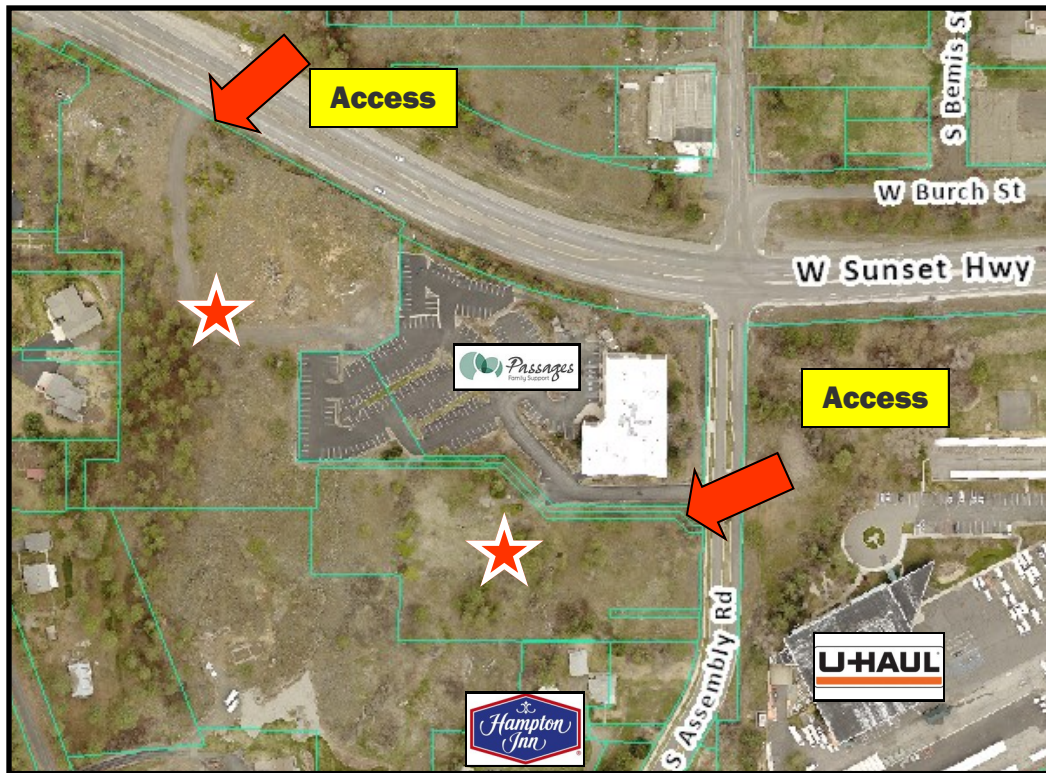 Access
S Bemis St
W Burch St
W Sunset Hwy
Passages
Family Support
Access
U-HAUL
S Assembly Rd
Hampton
Inn